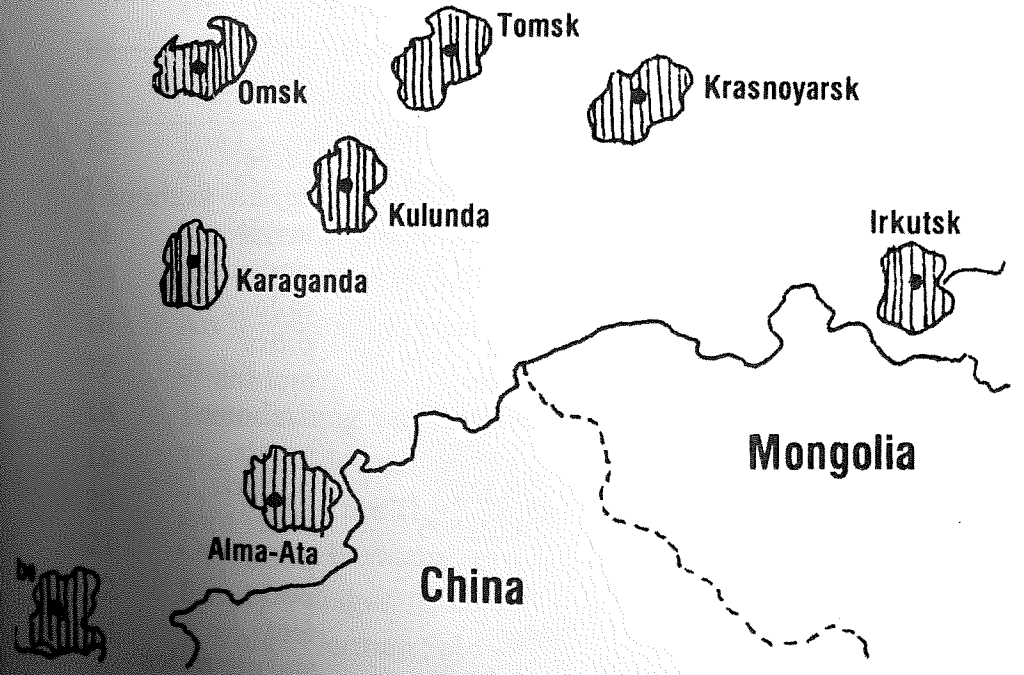 Tomsk
Omsk
Krasnoyarsk
Kulunda
Irkutsk
Karaganda
Mongolia
Alma-Ata
China